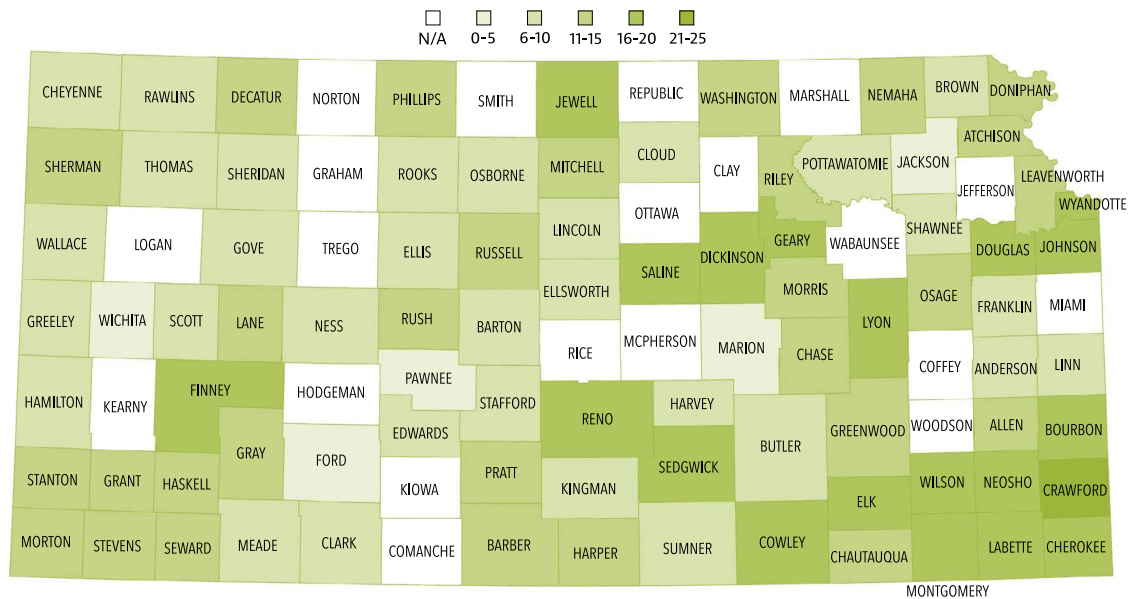 N/A 0-5 6-10 11-15 16-20 21-25
CHEYENNE RAWLINS DECATUR NORTON PHILLIPS SMITH JEWELL REPUBLIC WASHINGTON MARSHALL NEMAHA BROWN DONIPHAN
SHERMAN THOMAS SHERIDAN GRAHAM ROOKS OSBORNE MITCHELL CLOUD CLAY RILEY POTTAWATOMIE JACKSON ATCHISON
JEFFERSON LEAVENWORTH WYANDOTTE
WALLACE LOGAN GOVE TREGO ELLIS RUSSELL LINCOLN OTTAWA DICKINSON GEARY WABAUNSEE SHAWNEE DOUGLAS JOHNSON
ELLSWORTH SALINE MORRIS OSAGE FRANKLIN MIAMI
GREELEY WICHITA SCOTT LANE NESS RUSH BARTON RICE MCPHERSON MARION CHASE LYON COFFEY ANDERSON LINN
HAMILTON KEARNY FINNEY HODGEMAN PAWNEE STAFFORD RENO HARVEY BUTLER GREENWOOD WOODSON ALLEN BOURBON
GRAY FORD EDWARDS
STANTON GRANT HASKELL KIOWA PRATT KINGMAN SEDGWICK ELK WILSON NEOSHO CRAWFORD
MORTON STEVENS SEWARD MEADE CLARK COMANCHE BARBER HARPER SUMNER COWLEY CHAUTAUQUA LABETTE CHEROKEE
MONTGOMERY